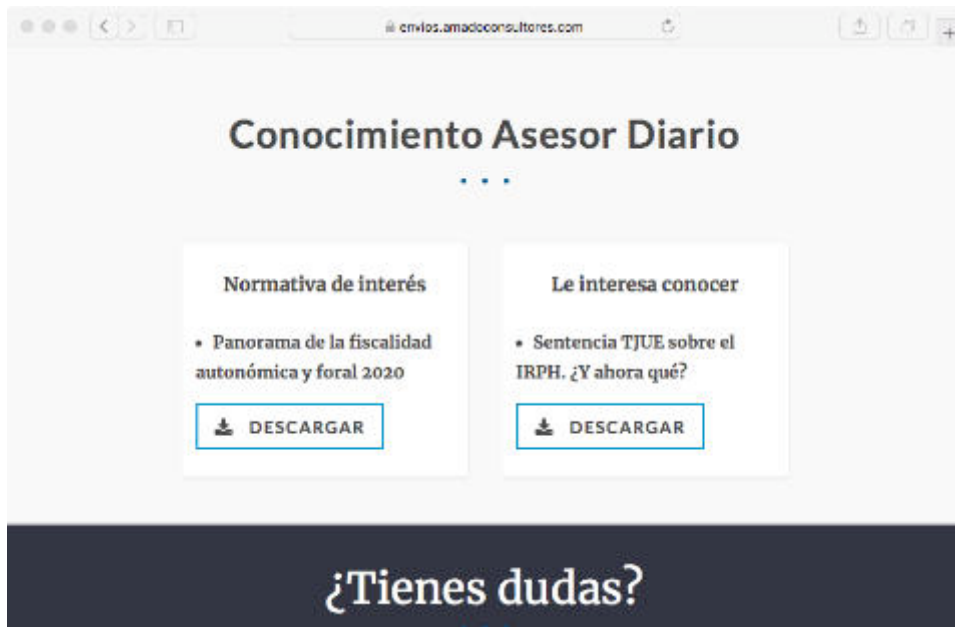 envios.amadoconsultores.com
Conocimiento Asesor Diario
Normativa de interés
• Panorama de la fiscalidad
autonómica y foral 2020
DESCARGAR
Le interesa conocer
• Sentencia TJUE sobre el
IRPH. ¿Y ahora qué?
DESCARGAR
¿Tienes dudas?